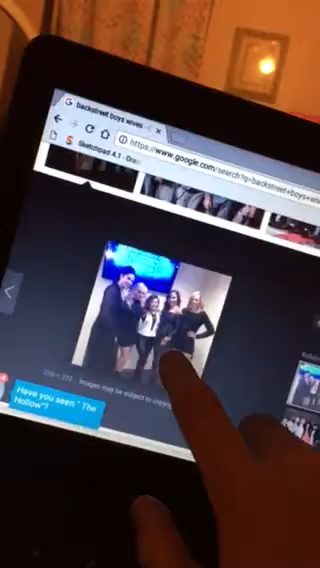 backstreet boys wives
https://www.google.com/search?q=backstreet+boys+wi
Sketchpad 4.1 - Dra
Images may be subject to copyri
Have you seen " The
Hollow"?